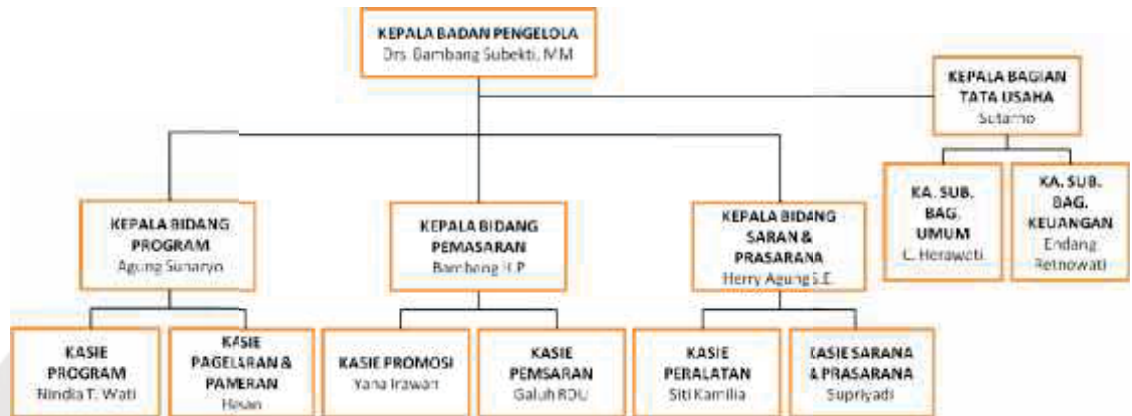 KEPALA BADAN PENGELOLA
Drs. Bambang Subekti, MM
KEPALA BAGIAN
TATA USAHA
Sutarno
KA. SUB.
BAG.
UMUM
Herawati
KA. SUB.
BAG.
KEUANGAN
Endang
Retnowati
KEPALA BIDANG
PROGRAM
Agung Sunaryo
KEPALA BIDANG
PEMASARAN
Bambang H.P
KEPALA BIDANG
SARAN &
PRASARANA
Herry Agung S.E.
KASIE
PROGRAM
Nindia T. Wati
KASIE
PAGELARAN &
PAMERAN
Hasan
KASIE PROMOSI
Yana Irawan
KASIE
PEMSARAN
Galuh
KASIE
PERALATAN
Siti Kamilia
KASIE SARANA
& PRASARANA
Supriyadi